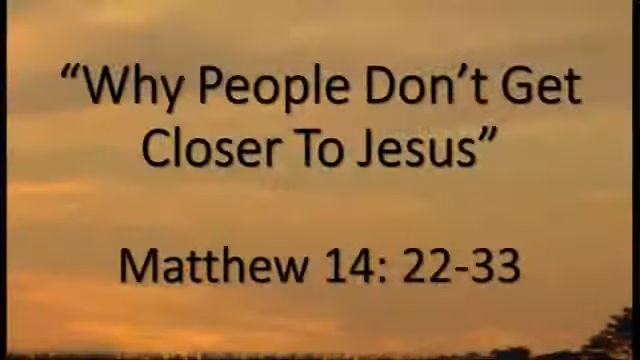 “Why People Don’t Get
Closer To Jesus”
Matthew 14: 22-33